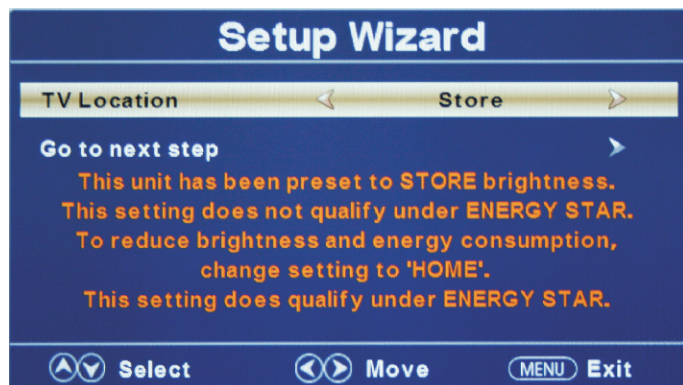 Setup Wizard
TV Location Store
Go to next step
This unit has been preset to STORE brightness.
This setting does not qualify under ENERGY STAR.
To reduce brightness and energy consumption,
change setting to 'HOME'.
This setting does qualify under ENERGY STAR.
Select Move MENU Exit